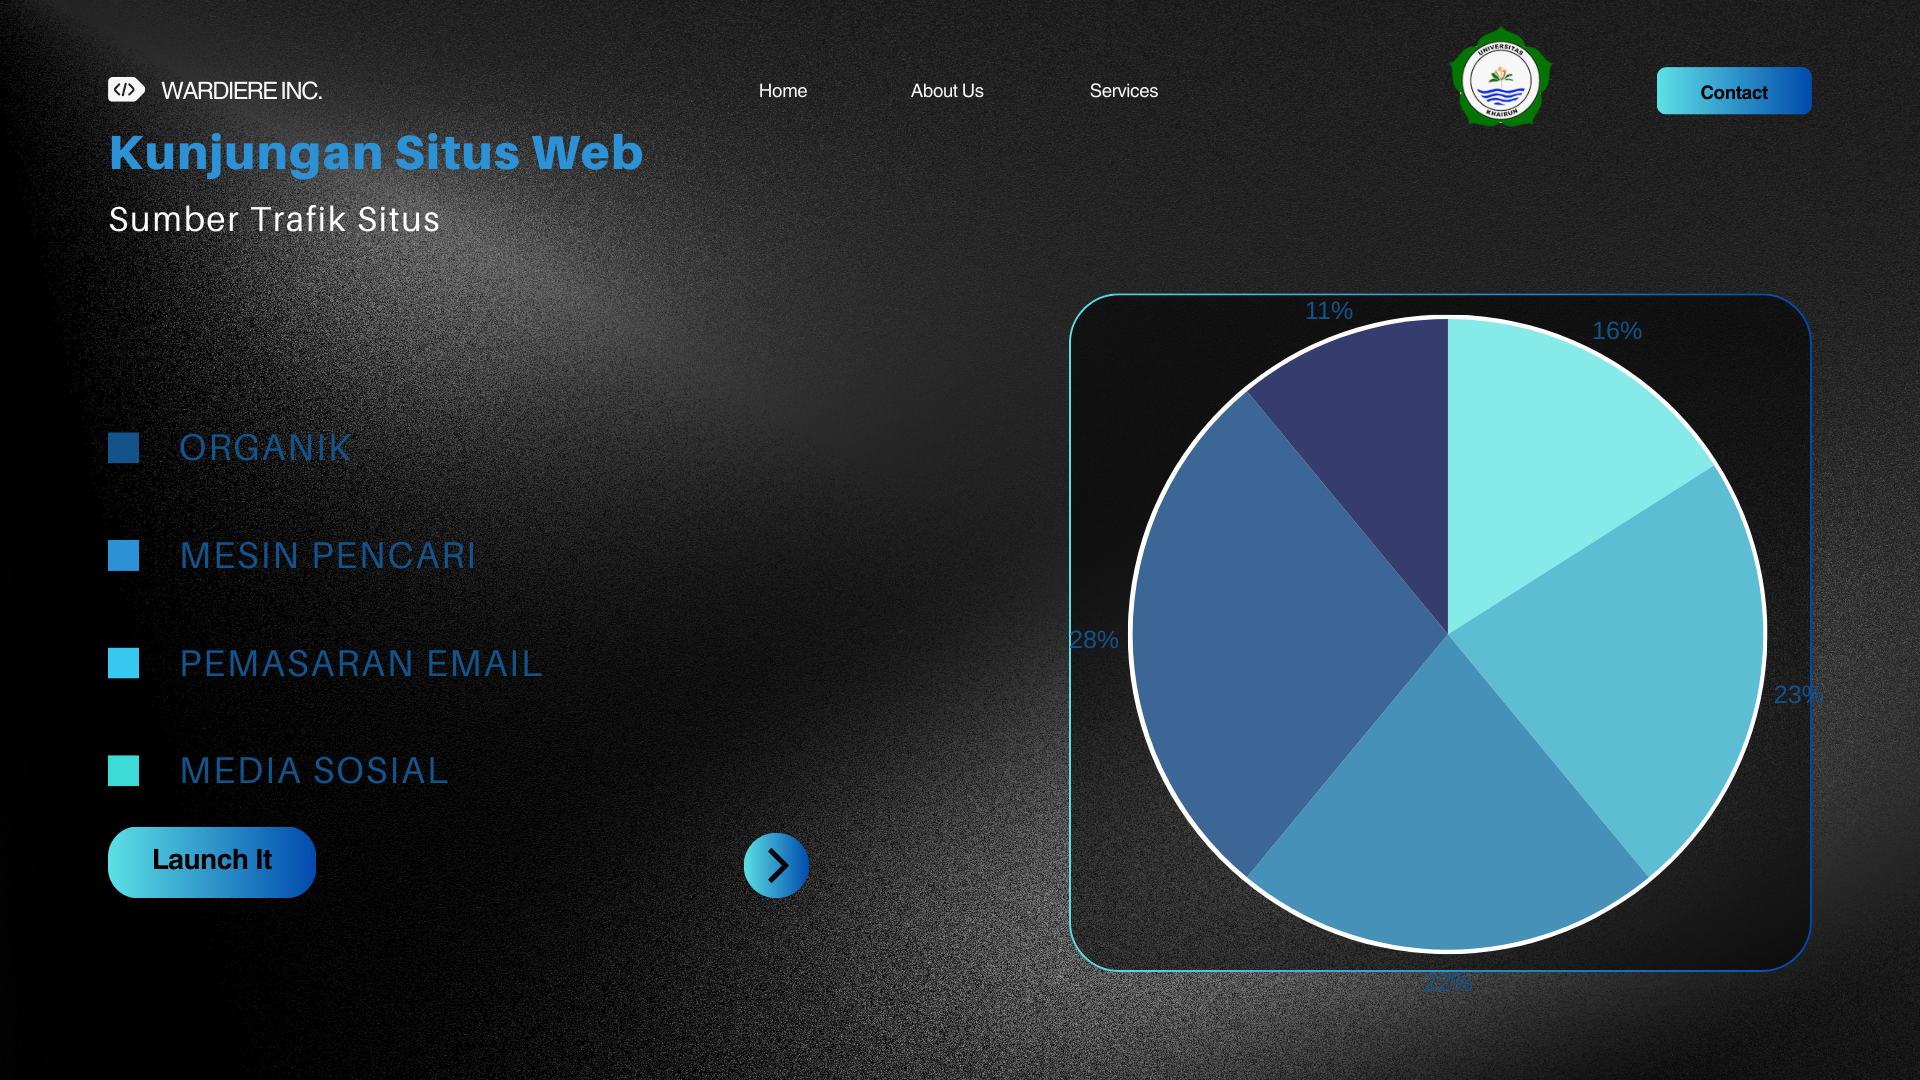 WARDIERE INC.
Home
About Us
Services
UNIVERSITAS
KHAIRUN
Contact
Kunjungan Situs Web
Sumber Trafik Situs
ORGANIK
MESIN PENCARI
PEMASARAN EMAIL
MEDIA SOSIAL
Launch It
11%
16%
28%
23%
22%